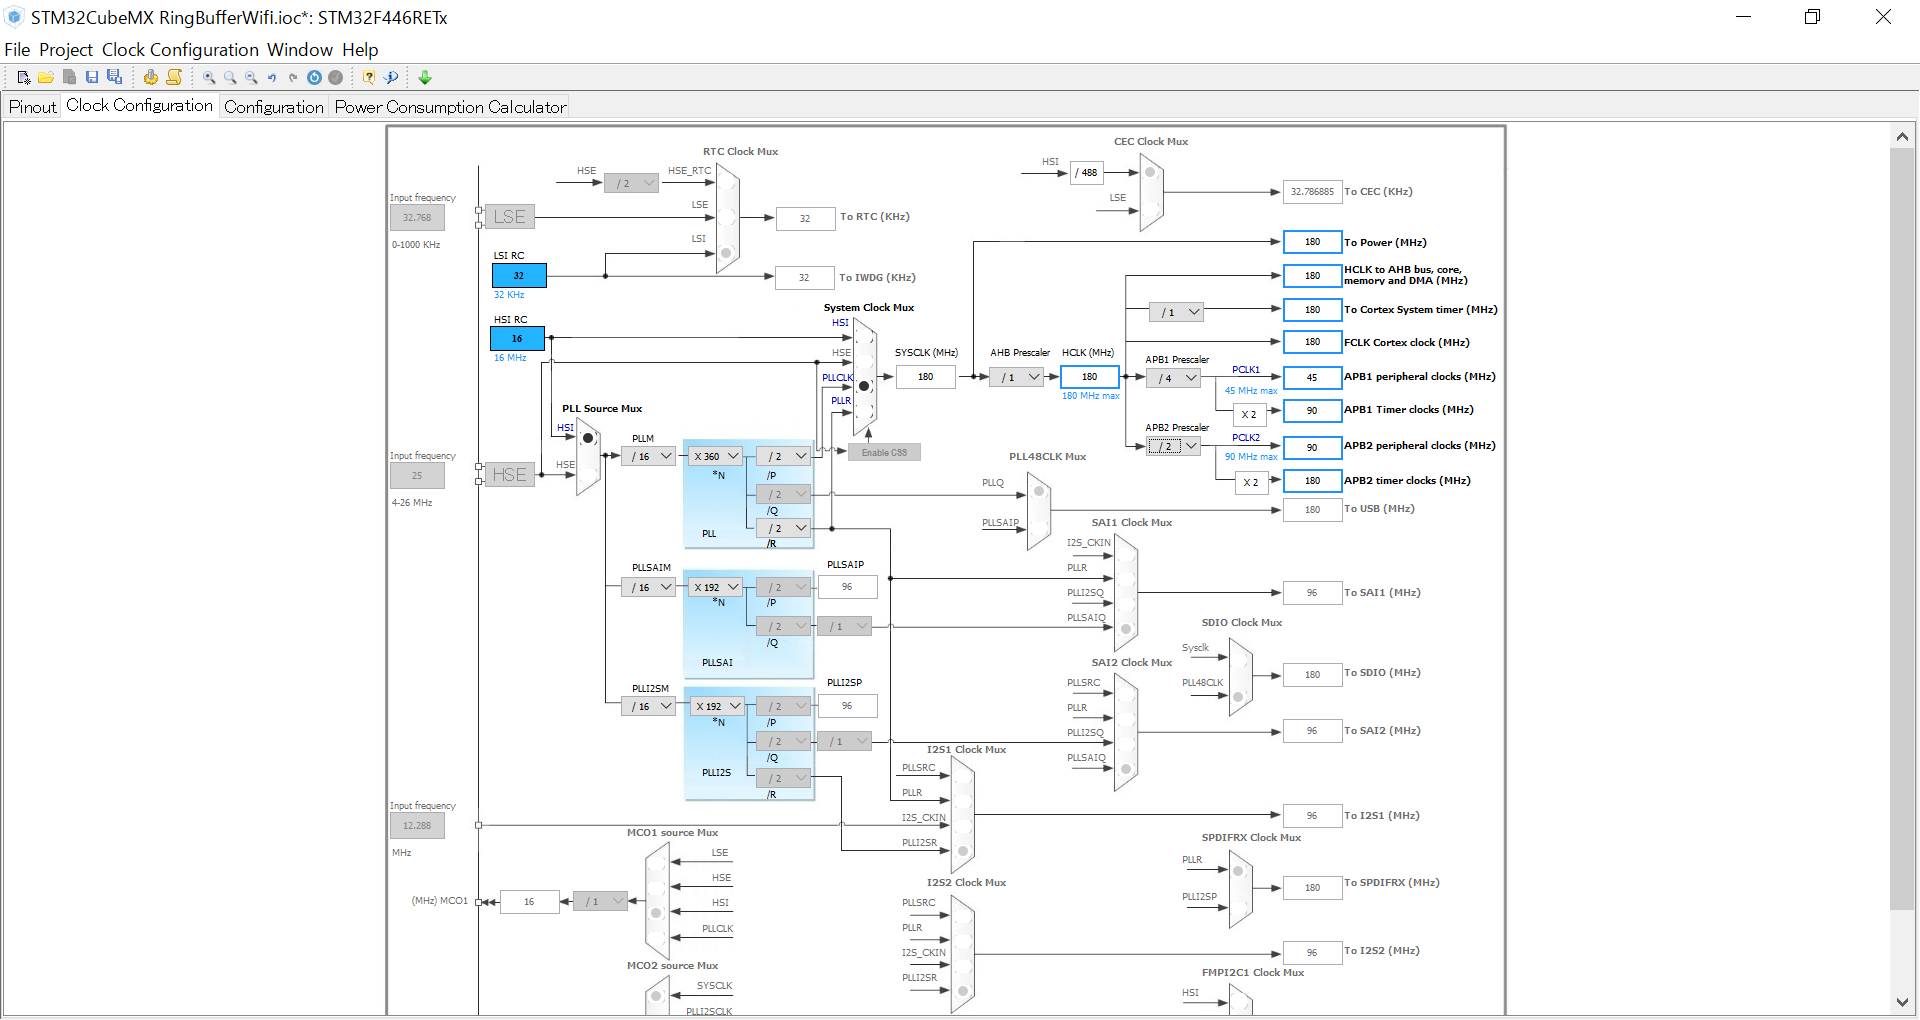 STM32CubeMX RingBufferWifi.ioc*: STM32F446RETx
File Project Clock Configuration Window Help
Pinout Clock Configuration Configuration Power Consumption Calculator
RTC Clock Mux
HSE
/ 2
HSE_RTC
Input frequency
32.768
0-1000 KHz
LSE
LSE
LSI
32
To RTC (KHz)
LSI RC
32
32 KHz
32
To IWDG (KHz)
CEC Clock Mux
HSI
/ 488
LSE
32.786885
To CEC (KHz)
HSI RC
16
16 MHz
System Clock Mux
HSI
HSE
PLLCLK
PLLR
SYSCLK (MHz)
180
AHB Prescaler
/ 1
HCLK (MHz)
180
180 MHz max
Enable CSS
180
To Power (MHz)
180
HCLK to AHB bus, core,
memory and DMA (MHz)
/ 1
180
To Cortex System timer (MHz)
180
FCLK Cortex clock (MHz)
APB1 Prescaler
/ 4
PCLK1
45 MHz max
45
APB1 peripheral clocks (MHz)
X 2
90
APB1 Timer clocks (MHz)
APB2 Prescaler
/ 2
PCLK2
90 MHz max
90
APB2 peripheral clocks (MHz)
X 2
180
APB2 timer clocks (MHz)
PLL Source Mux
HSI
HSE
Input frequency
25
4-26 MHz
HSE
PLLM
/ 16
X 360
*N
/ 2
/P
/ 2
/Q
/ 2
/R
PLL
PLL48CLK Mux
PLLQ
PLLSAIP
180
To USB (MHz)
PLLSAIM
/ 16
X 192
*N
/ 2
/P
/ 2
/Q
PLLSAI
PLLSAIP
96
/ 1
SAI1 Clock Mux
I2S_CKIN
PLLR
PLLI2SQ
PLLSAIQ
96
To SAI1 (MHz)
SDIO Clock Mux
Sysclk
PLL48CLK
180
To SDIO (MHz)
PLLI2SM
/ 16
X 192
*N
/ 2
/P
/ 2
/Q
/ 2
/R
PLLI2S
PLLI2SP
96
/ 1
SAI2 Clock Mux
PLLSRC
PLLR
PLLI2SQ
PLLSAIQ
96
To SAI2 (MHz)
I2S1 Clock Mux
PLLSRC
PLLR
I2S_CKIN
PLLI2SR
96
To I2S1 (MHz)
Input frequency
12.288
MHz
MCO1 source Mux
LSE
HSE
HSI
PLLCLK
(MHz) MCO1
16
/ 1
SPDIFRX Clock Mux
PLLR
PLLI2SP
180
To SPDIFRX (MHz)
I2S2 Clock Mux
PLLSRC
PLLR
I2S_CKIN
PLLI2SR
96
To I2S2 (MHz)
MCO2 source Mux
SYSCLK
PLLI2SCLK
FMPI2C1 Clock Mux
HSI